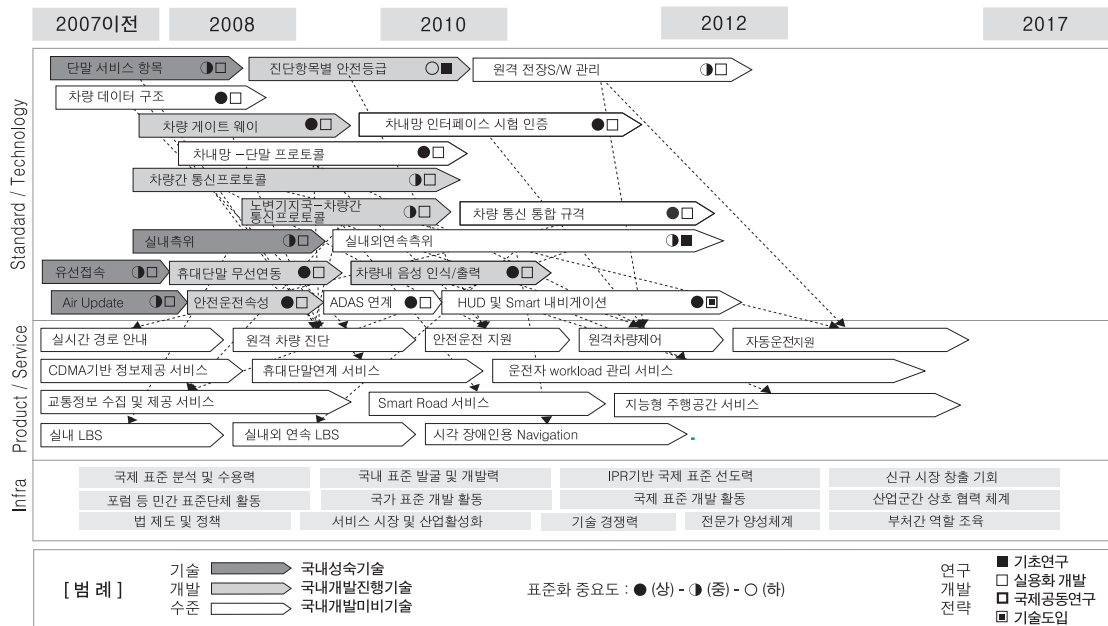 2007이전 2008 2010 2012 2017
Standard / Technology
단말 서비스 항목 진단항목별 안전등급 원격 전장S/W 관리
차량 데이터 구조
차량 게이트 웨이 차내망 인터페이스 시험 인증
차내망 -단말 프로토콜
차량간 통신프로토콜
노변기지국-차량간
통신프로토콜
차량 통신 통합 규격
실내측위 실내외연속측위
유선접속 휴대단말 무선연동 차량내 음성 인식/출력
Air Update 안전운전속성 ADAS 연계 HUD 및 Smart 내비게이션
Product / Service
실시간 경로 안내 원격 차량 진단 안전운전 지원 원격차량제어 자동운전지원
CDMA기반 정보제공 서비스 휴대단말연계 서비스 운전자 workload 관리 서비스
교통정보 수집 및 제공 서비스 Smart Road 서비스 지능형 주행공간 서비스
실내 LBS 실내외 연속 LBS 시각 장애인용 Navigation
Infra
국제 표준 분석 및 수용력 국내 표준 발굴 및 개발력 IPR기반 국제 표준 선도력 신규 시장 창출 기회
포럼 등 민간 표준단체 활동 국가 표준 개발 활동 국제 표준 개발 활동 산업군간 상호 협력 체계
법 제도 및 정책 서비스 시장 및 산업활성화 기술 경쟁력 전문가 양성체계 부처간 역할 조육
[ 범 례 ]
기술
개발
수준
국내성숙기술
국내개발진행기술
국내개발미비기술
표준화 중요도 : ● (상) - ◑ (중) - ○ (하)
연구
개발
전략
■ 기초연구
□ 실용화 개발
□ 국제공동연구
▣ 기술도입